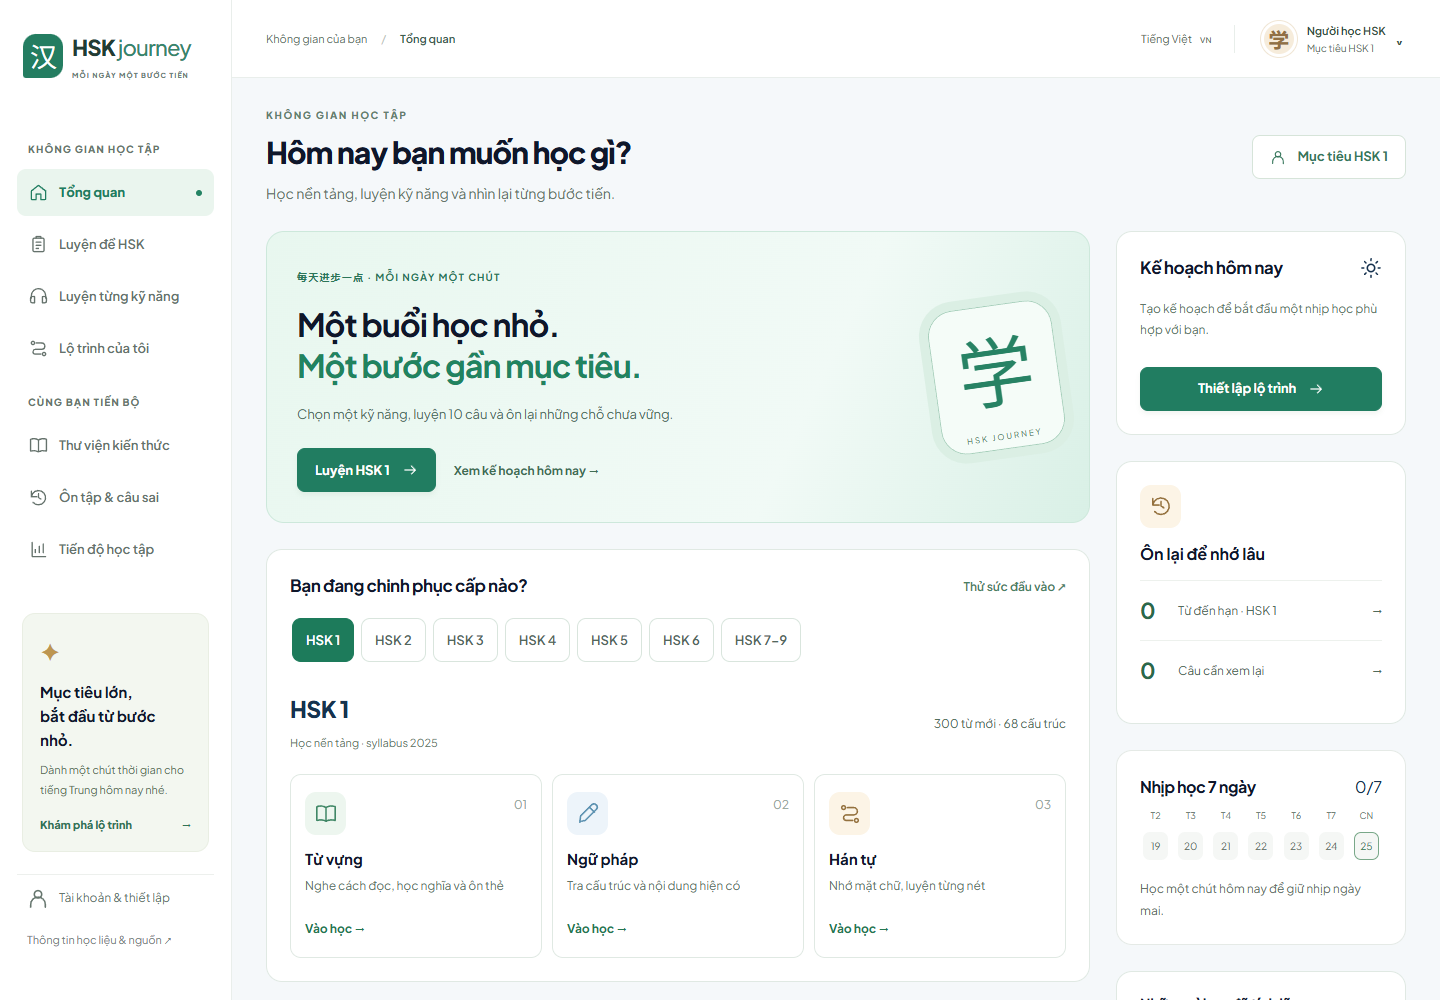 汉 HSK journey
MỖI NGÀY MỘT BƯỚC TIẾN
KHÔNG GIAN HỌC TẬP
Tổng quan
Luyện đề HSK
Luyện từng kỹ năng
Lộ trình của tôi
CÙNG BẠN TIẾN BỘ
Thư viện kiến thức
Ôn tập & câu sai
Tiến độ học tập
Mục tiêu lớn,
bắt đầu từ bước
nhỏ.
Dành một chút thời gian cho
tiếng Trung hôm nay nhé.
Khám phá lộ trình →
Tài khoản & thiết lập
Thông tin học liệu & nguồn ↗
Không gian của bạn / Tổng quan
Tiếng Việt VN
学
Người học HSK
Mục tiêu HSK 1
KHÔNG GIAN HỌC TẬP
Hôm nay bạn muốn học gì?
Học nền tảng, luyện kỹ năng và nhìn lại từng bước tiến.
Mục tiêu HSK 1
每天进步一点 · MỖI NGÀY MỘT CHÚT
Một buổi học nhỏ.
Một bước gần mục tiêu.
Chọn một kỹ năng, luyện 10 câu và ôn lại những chỗ chưa vững.
Luyện HSK 1 →
Xem kế hoạch hôm nay →
学
HSK JOURNEY
Bạn đang chinh phục cấp nào?
Thử sức đầu vào ↗
HSK 1 HSK 2 HSK 3 HSK 4 HSK 5 HSK 6 HSK 7–9
HSK 1
Học nền tảng · syllabus 2025
300 từ mới · 68 cấu trúc
01
Từ vựng
Nghe cách đọc, học nghĩa và ôn thẻ
Vào học →
02
Ngữ pháp
Tra cấu trúc và nội dung hiện có
Vào học →
03
Hán tự
Nhớ mặt chữ, luyện từng nét
Vào học →
Kế hoạch hôm nay
Tạo kế hoạch để bắt đầu một nhịp học phù
hợp với bạn.
Thiết lập lộ trình →
Ôn lại để nhớ lâu
0 Từ đến hạn · HSK 1 →
0 Câu cần xem lại →
Nhịp học 7 ngày 0/7
T2 T3 T4 T5 T6 T7 CN
19 20 21 22 23 24 25
Học một chút hôm nay để giữ nhịp ngày
mai.